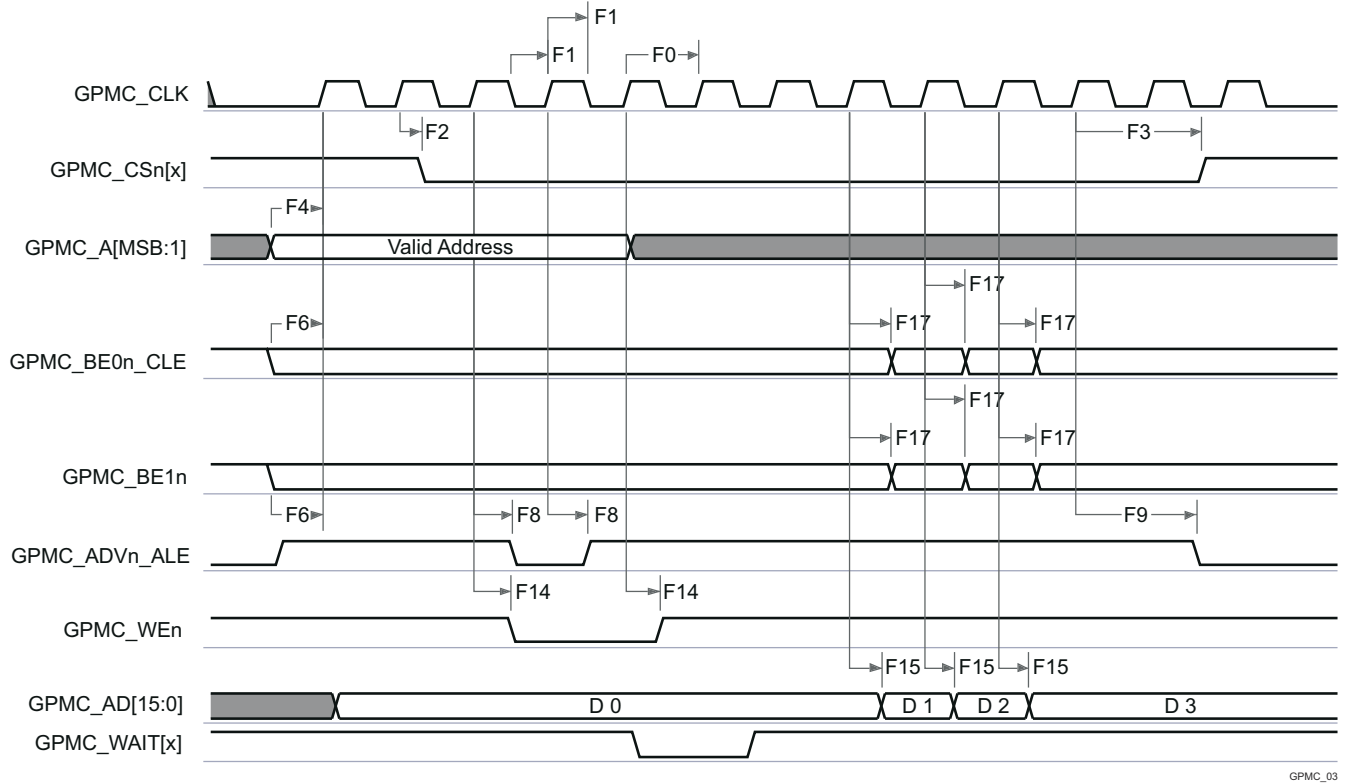 F1
F1
F0
GPMC_CLK
F2
F3
GPMC_CSn[x]
F4
GPMC_A[MSB:1]
Valid Address
F17
F6
F17
F17
GPMC_BE0n_CLE
F17
F17
F17
GPMC_BE1n
F6
F8
F8
F9
GPMC_ADVn_ALE
F14
F14
GPMC_WEn
F15
F15
F15
GPMC_AD[15:0]
D 0
D 1
D 2
D 3
GPMC_WAIT[x]
GPMC_03